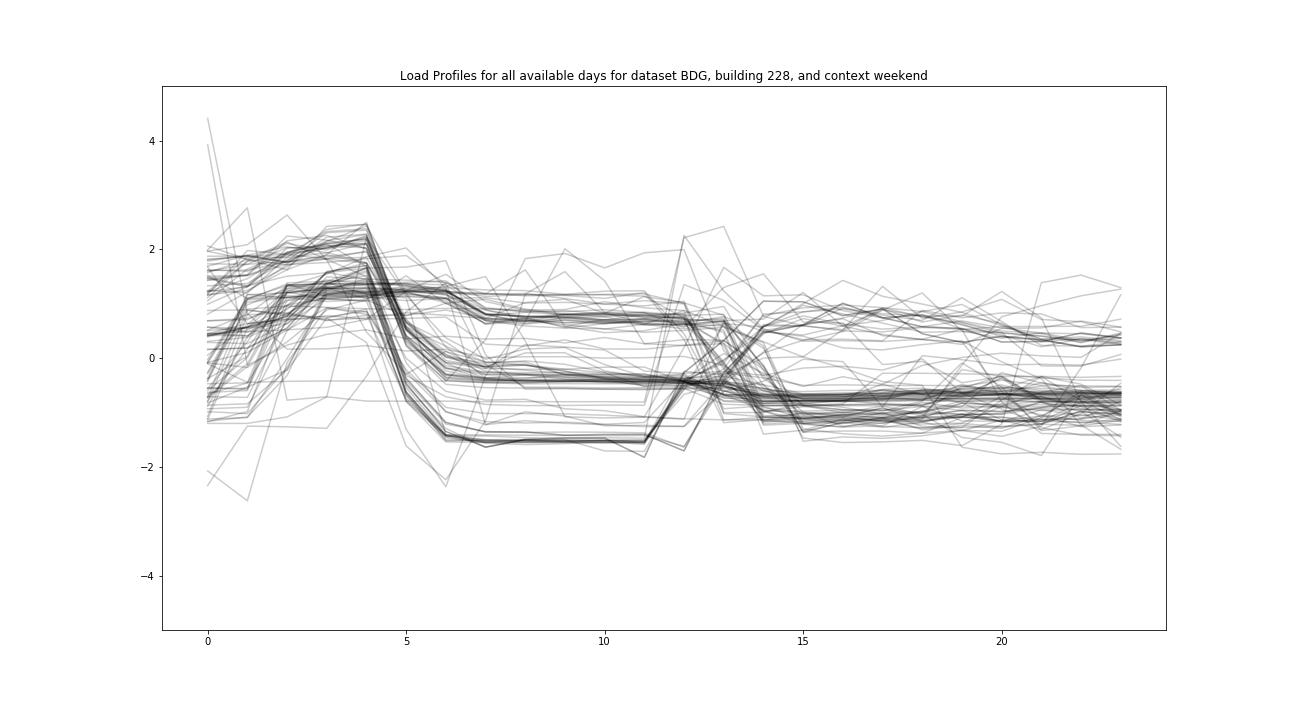 Load Profiles for all available days for dataset BDG, building 228, and context weekend
4
2
0
−2
−4
0 5 10 15 20